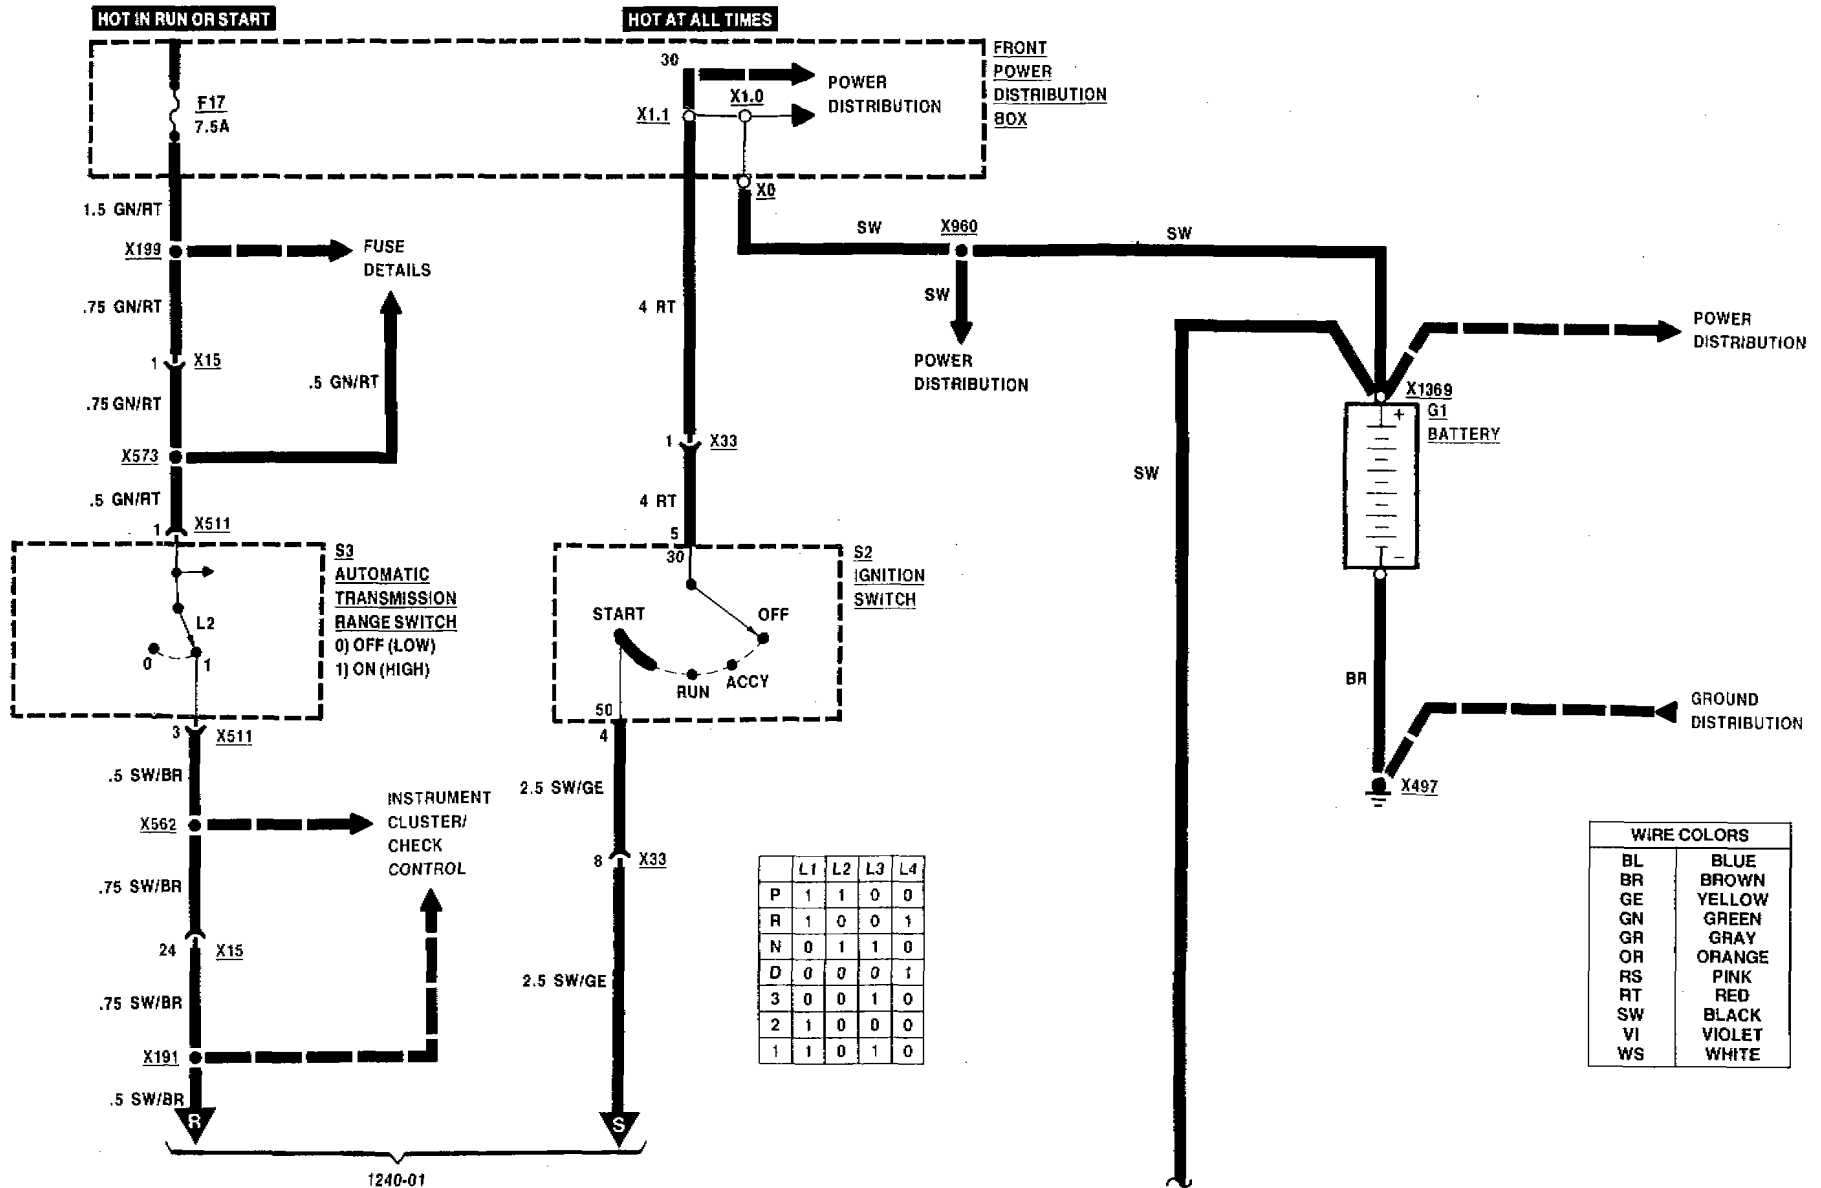 HOT IN RUN OR START
HOT AT ALL TIMES
FRONT
POWER
DISTRIBUTION
BOX
F17
7.5A
30
X1.1
X1.0
POWER
DISTRIBUTION
X0
1.5 GN/RT
X199
FUSE
DETAILS
.75 GN/RT
1
X15
.75 GN/RT
.5 GN/RT
X573
.5 GN/RT
1
X511
4 RT
1
X33
4 RT
5
30
SW
X960
SW
SW
POWER
DISTRIBUTION
POWER
DISTRIBUTION
X1369
G1
BATTERY
+
-
SW
S3
AUTOMATIC
TRANSMISSION
RANGE SWITCH
0) OFF (LOW)
1) ON (HIGH)
L2
0
1
S2
IGNITION
SWITCH
START
OFF
RUN
ACCY
50
4
3
X511
.5 SW/BR
X562
INSTRUMENT
CLUSTER/
CHECK
CONTROL
.75 SW/BR
24
X15
.75 SW/BR
X191
.5 SW/BR
R
2.5 SW/GE
8
X33
2.5 SW/GE
S
1240-01
BR
GROUND
DISTRIBUTION
X497
L1 L2 L3 L4
P 1 1 0 0
R 1 0 0 1
N 0 1 1 0
D 0 0 0 1
3 0 0 1 0
2 1 0 0 0
1 1 0 1 0
WIRE COLORS
BL BLUE
BR BROWN
GE YELLOW
GN GREEN
GR GRAY
OR ORANGE
RS PINK
RT RED
SW BLACK
VI VIOLET
WS WHITE